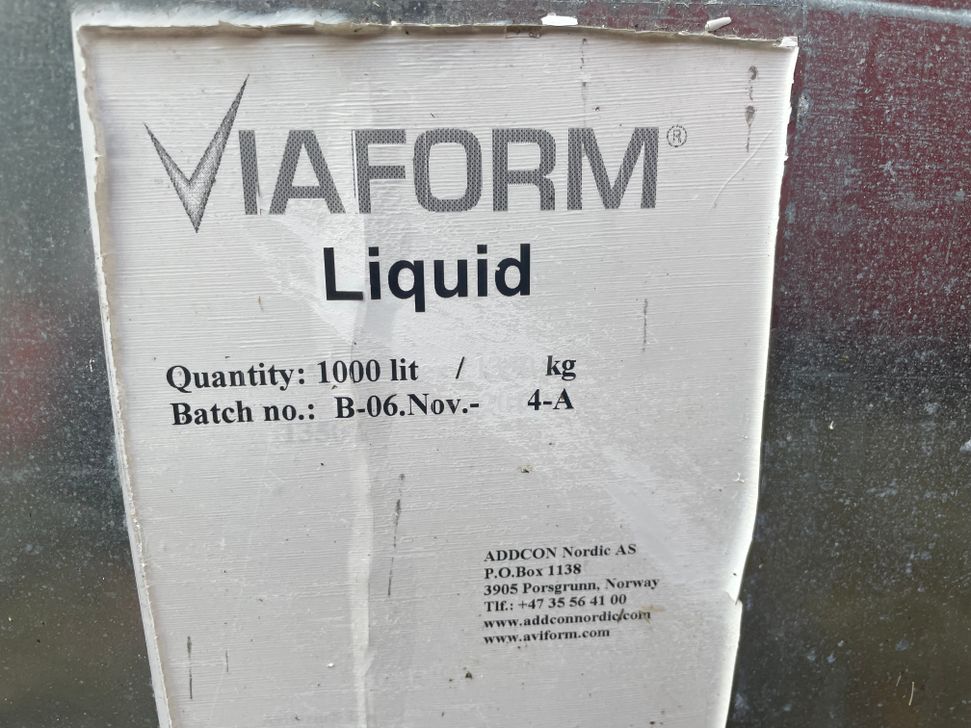 VIAFORM®
Liquid
Quantity: 1000 lit / kg
Batch no.: B-06.Nov.- 4-A
ADDCON Nordic AS
P.O.Box 1138
3905 Porsgrunn, Norway
Tlf.: +47 35 56 41 00
www.addconnordic.com
www.aviform.com